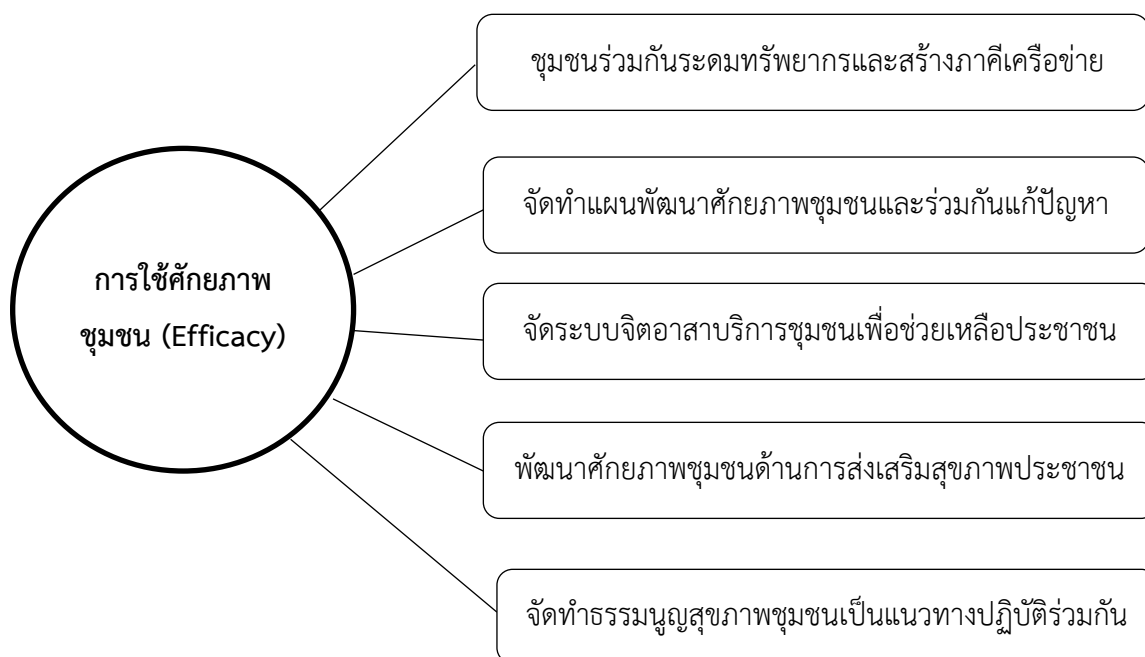 ชุมชนร่วมกันระดมทรัพยากรและสร้างภาคีเครือข่าย
จัดทำแผนพัฒนาศักยภาพชุมชนและร่วมกันแก้ปัญหา
การใช้ศักยภาพ
ชุมชน (Efficacy)
จัดระบบจิตอาสาบริการชุมชนเพื่อช่วยเหลือประชาชน
พัฒนาศักยภาพชุมชนด้านการส่งเสริมสุขภาพประชาชน
จัดทำธรรมนูญสุขภาพชุมชนเป็นแนวทางปฏิบัติร่วมกัน